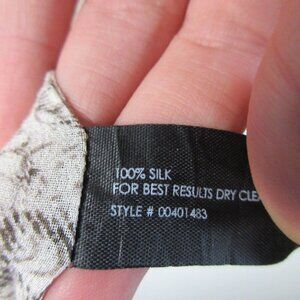 100% SILK
FOR BEST RESULTS DRY CLEA
STYLE # 00401483